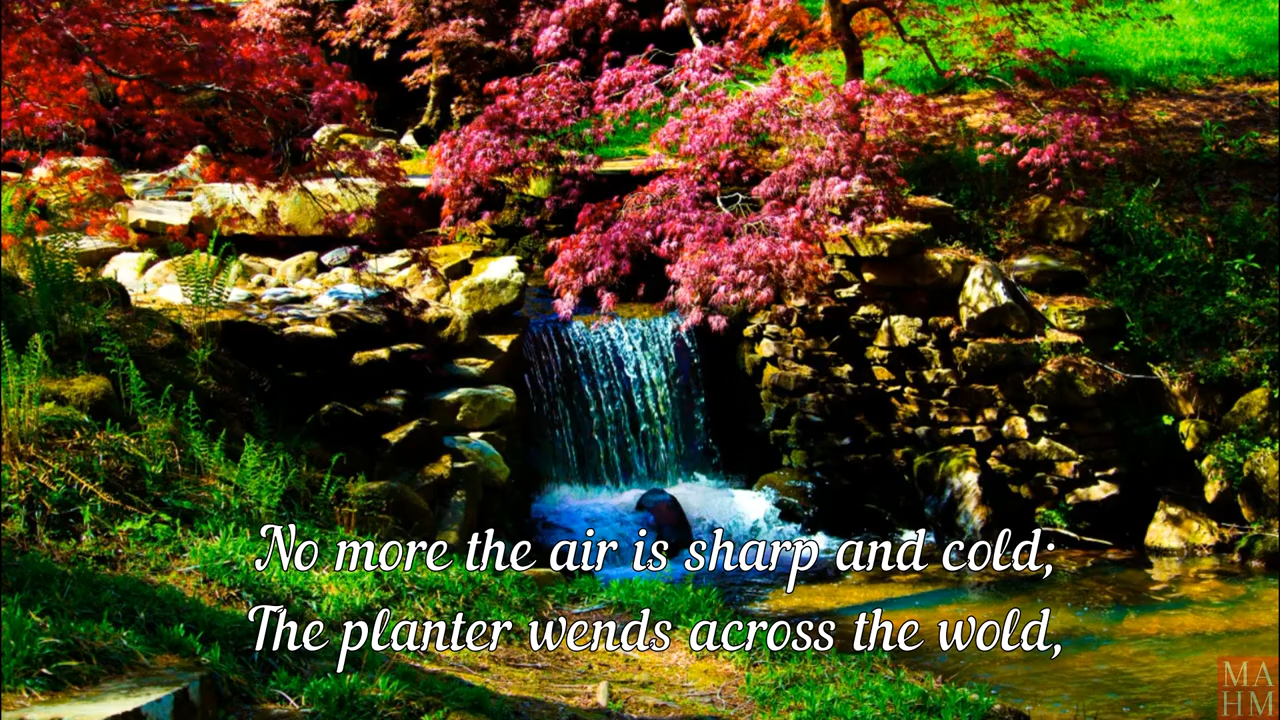 No more the air is sharp and cold;
The planter wends across the wold,
MA
HM